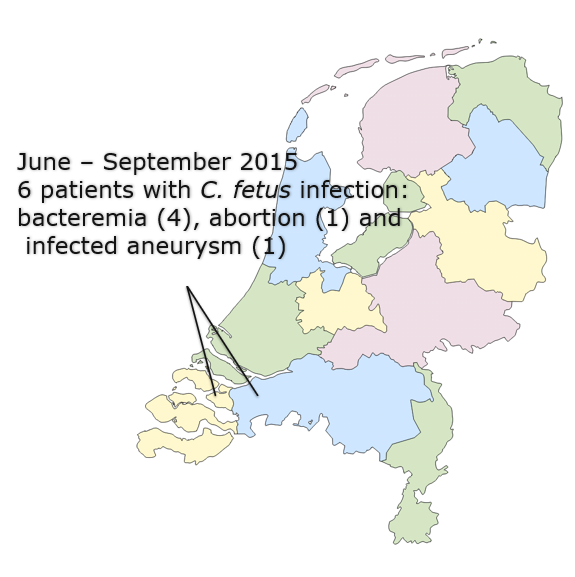 June – September 2015
6 patients with C. fetus infection:
bacteremia (4), abortion (1) and
infected aneurysm (1)